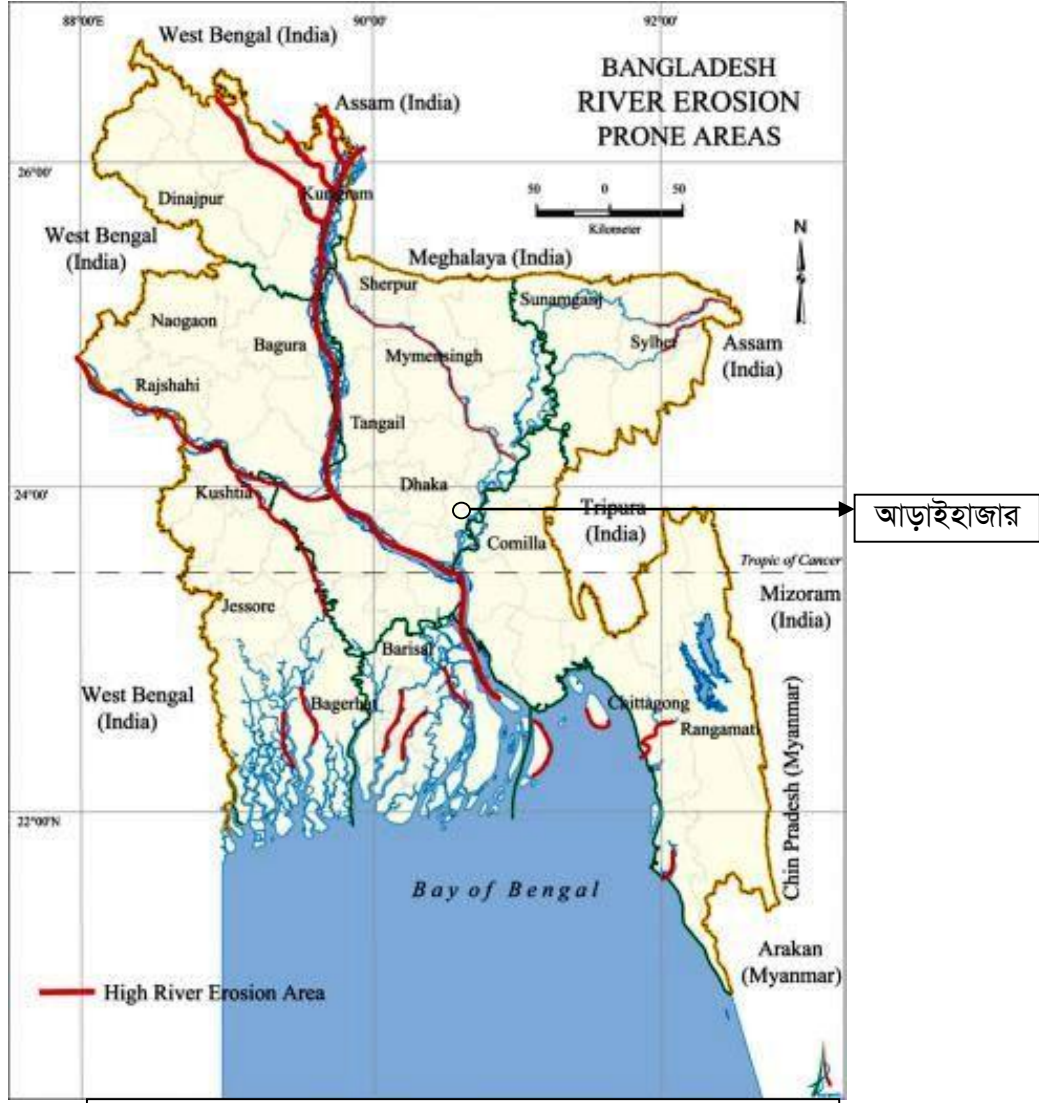 88°00'E
90°00'
92°00'
West Bengal (India)
BANGLADESH
RIVER EROSION
PRONE AREAS
Assam (India)
26°00'
50 0 50
Kilometer
N
Dinajpur
Kurigram
West Bengal
(India)
Meghalaya (India)
Sherpur
Sunamganj
Naogaon
Bagura
Mymensingh
Sylhet
Assam
(India)
Rajshahi
Tangail
24°00'
Kushtia
Dhaka
Tripura
(India)
আড়াইহাজার
Comilla
Tropic of Cancer
Mizoram
(India)
Jessore
Barisal
West Bengal
(India)
Bagerhat
Chittagong
Rangamati
Chin Pradesh (Myanmar)
22°00'N
Bay of Bengal
Arakan
(Myanmar)
High River Erosion Area